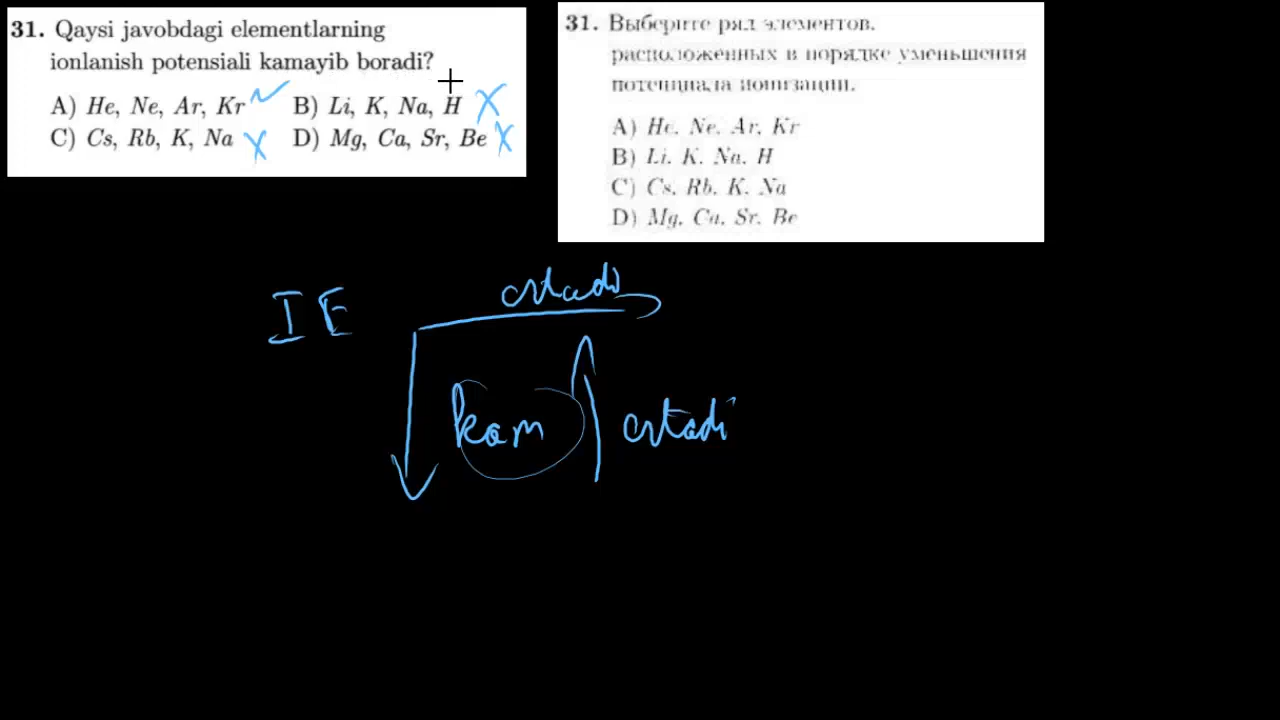 31. Qaysi javobdagi elementlarning
ionlanish potensiali kamayib boradi?
A) He, Ne, Ar, Kr B) Li, K, Na, H
C) Cs, Rb, K, Na D) Mg, Ca, Sr, Be
31. Выберите ряд элементов.
расположенных в порядке уменьшения
потенциала ионизации.
A) He. Ne. Ar. Kr
B) Li. K. Na. H
C) Cs. Rb. K. Na
D) Mg. Ca. Sr. Be
IE
ortadi
kam
ortadi